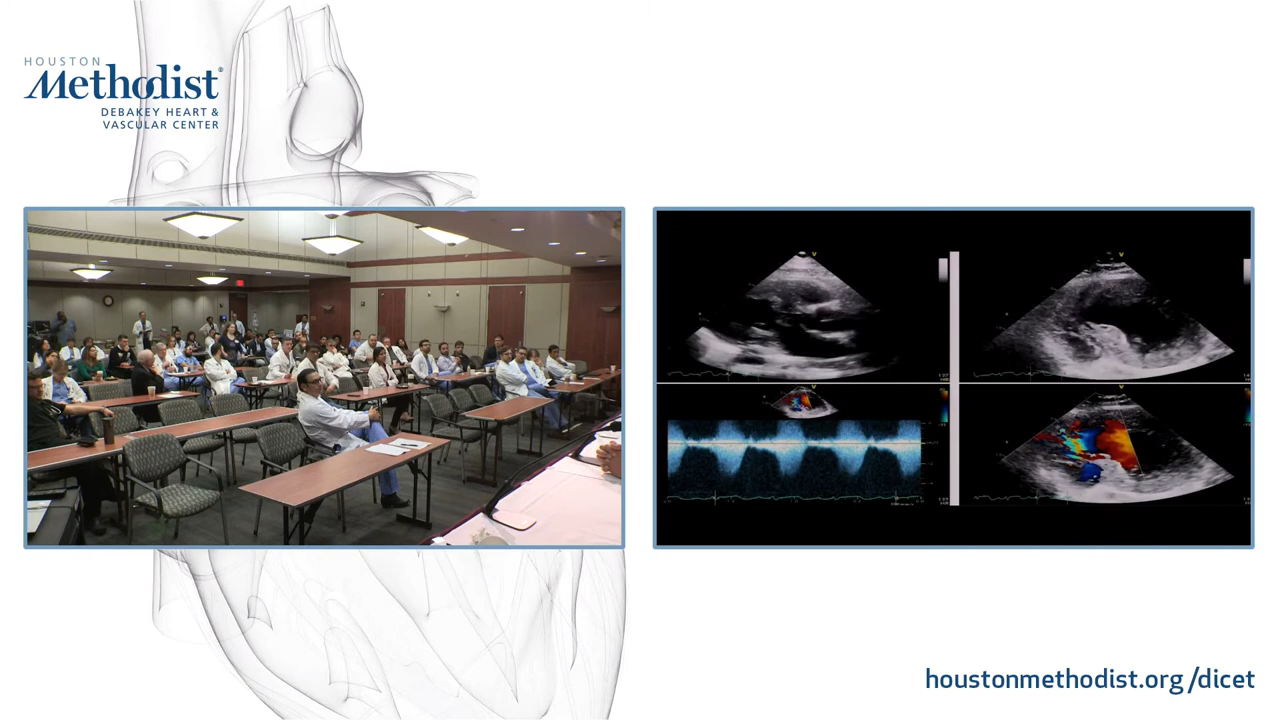 HOUSTON
Methodist®
DEBAKEY HEART &
VASCULAR CENTER
V
V
V
V
houstonmethodist.org/dicet